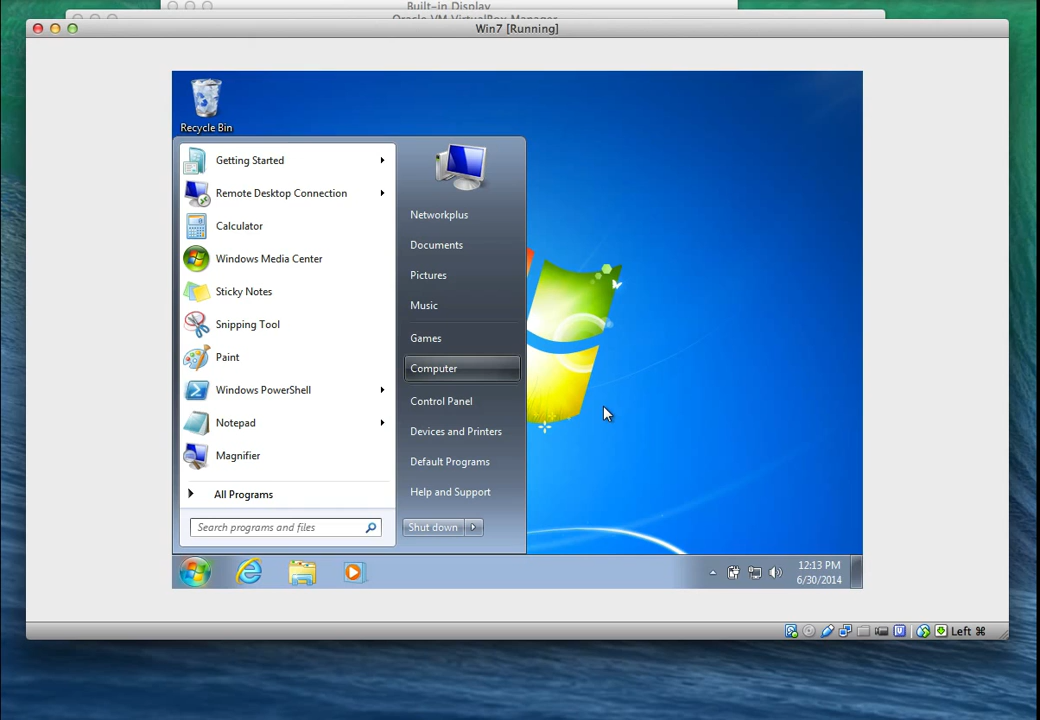 Built-in Display
Oracle VM VirtualBox Manager
Win7 [Running]
Recycle Bin
Getting Started
Remote Desktop Connection
Calculator
Windows Media Center
Sticky Notes
Snipping Tool
Paint
Windows PowerShell
Notepad
Magnifier
All Programs
Search programs and files
Networkplus
Documents
Pictures
Music
Games
Computer
Control Panel
Devices and Printers
Default Programs
Help and Support
Shut down
12:13 PM
6/30/2014
Left ⌘